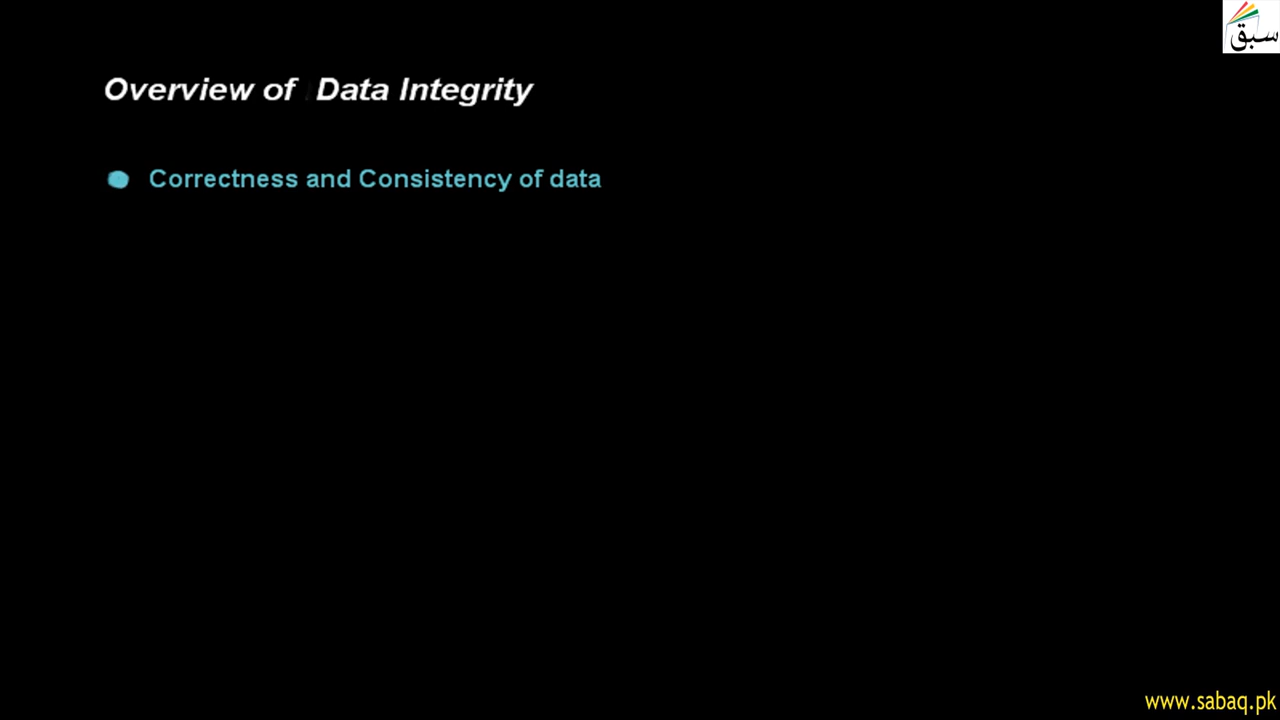 سبق
Overview of Data Integrity
Correctness and Consistency of data
www.sabaq.pk